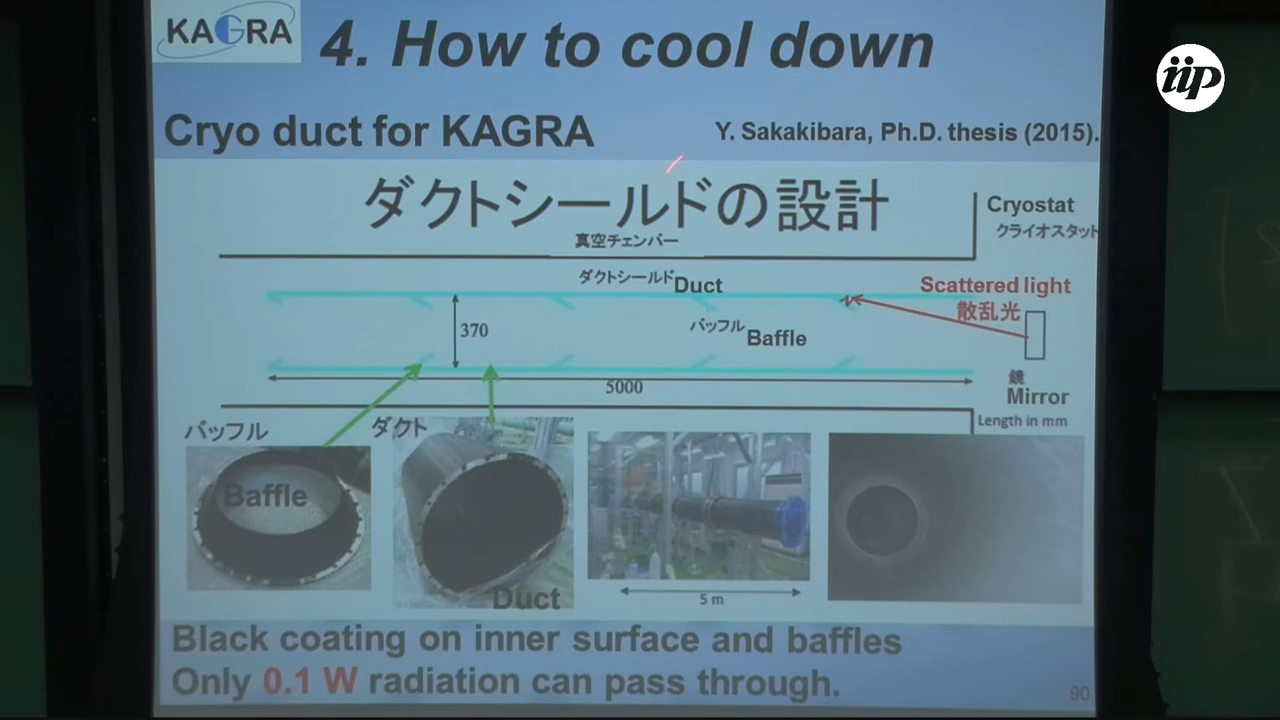 KAGRA
4. How to cool down
iip
Cryo duct for KAGRA
Y. Sakakibara, Ph.D. thesis (2015).
ダクトシールドの設計
Cryostat
クライオスタット
真空チェンバー
ダクトシールド Duct
Scattered light
散乱光
370
バッフル Baffle
5000
鏡
Mirror
Length in mm
バッフル
ダクト
Baffle
Duct
5 m
Black coating on inner surface and baffles
Only 0.1 W radiation can pass through.
90